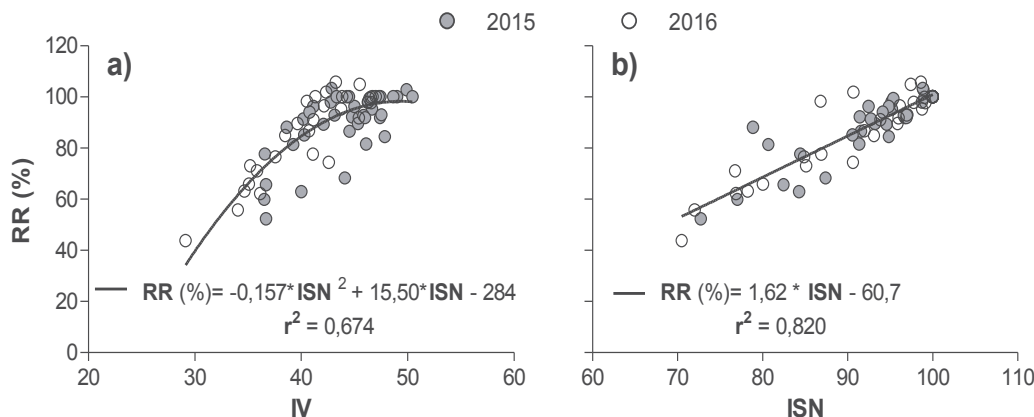 2015 2016
a)
120
100
80
60
40
20
0
RR (%)
RR (%)= -0,157*ISN ² + 15,50*ISN - 284
r² = 0,674
20 30 40 50 60
IV
b)
RR (%)= 1,62 * ISN - 60,7
r² = 0,820
60 70 80 90 100 110
ISN